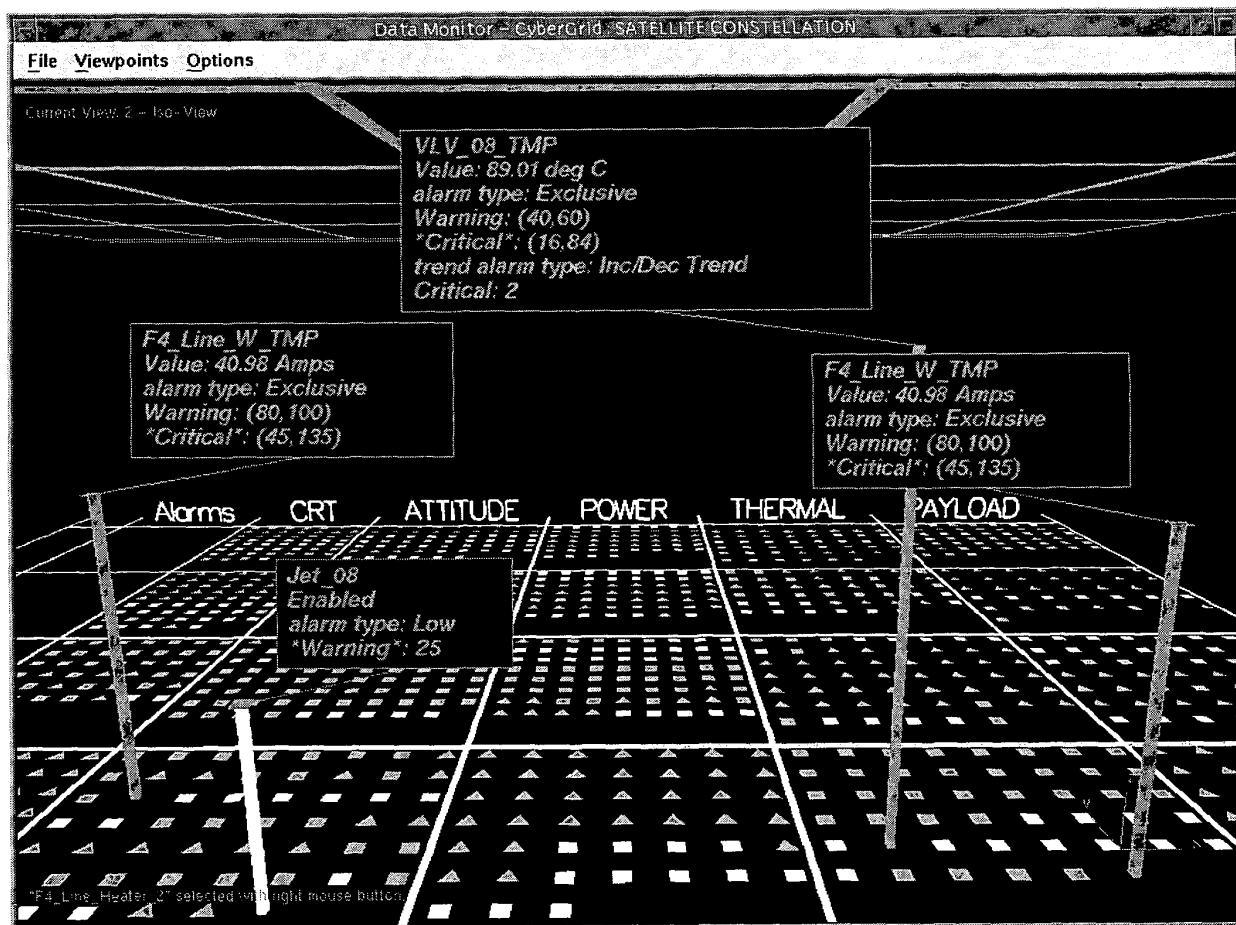 Data Monitor - CyberGrid: SATELLITE CONSTELLATION
File Viewpoints Options
Current View: 2 - Iso-View
VLV_08_TMP
Value: 89.01 deg C
alarm type: Exclusive
Warning: (40,60)
*Critical*: (16,84)
trend alarm type: Inc/Dec Trend
Critical: 2
F4_Line_W_TMP
Value: 40.98 Amps
alarm type: Exclusive
Warning: (80,100)
*Critical*: (45,135)
F4_Line_W_TMP
Value: 40.98 Amps
alarm type: Exclusive
Warning: (80,100)
*Critical*: (45,135)
Alarms CRT ATTITUDE POWER THERMAL PAYLOAD
Jet_08
Enabled
alarm type: Low
*Warning*: 25
Y
"F4_Line_Heater_2" selected with right mouse button.